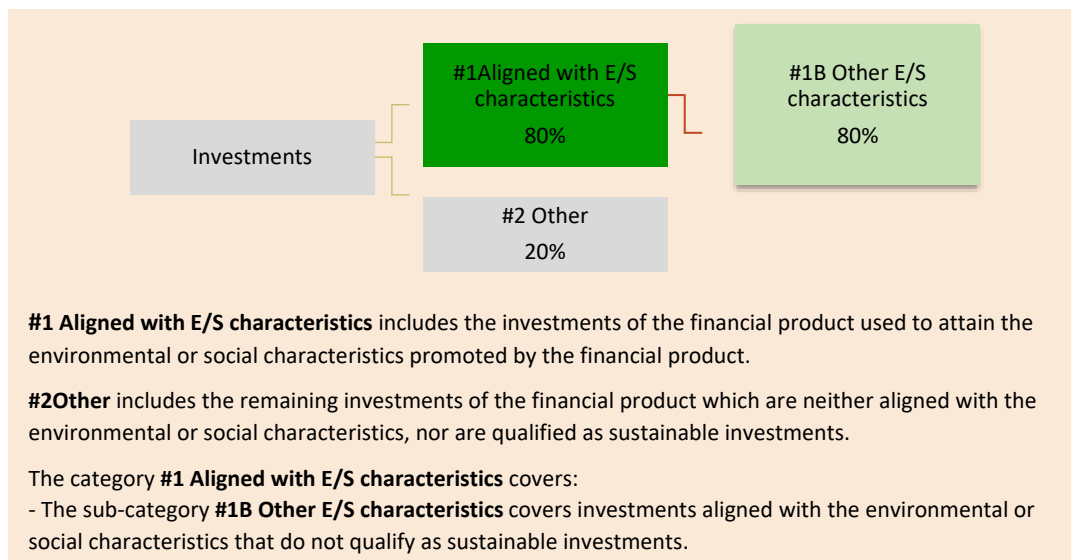 #1Aligned with E/S
characteristics
80%
#1B Other E/S
characteristics
80%
Investments
#2 Other
20%
#1 Aligned with E/S characteristics includes the investments of the financial product used to attain the
environmental or social characteristics promoted by the financial product.
#2Other includes the remaining investments of the financial product which are neither aligned with the
environmental or social characteristics, nor are qualified as sustainable investments.
The category #1 Aligned with E/S characteristics covers:
- The sub-category #1B Other E/S characteristics covers investments aligned with the environmental or
social characteristics that do not qualify as sustainable investments.